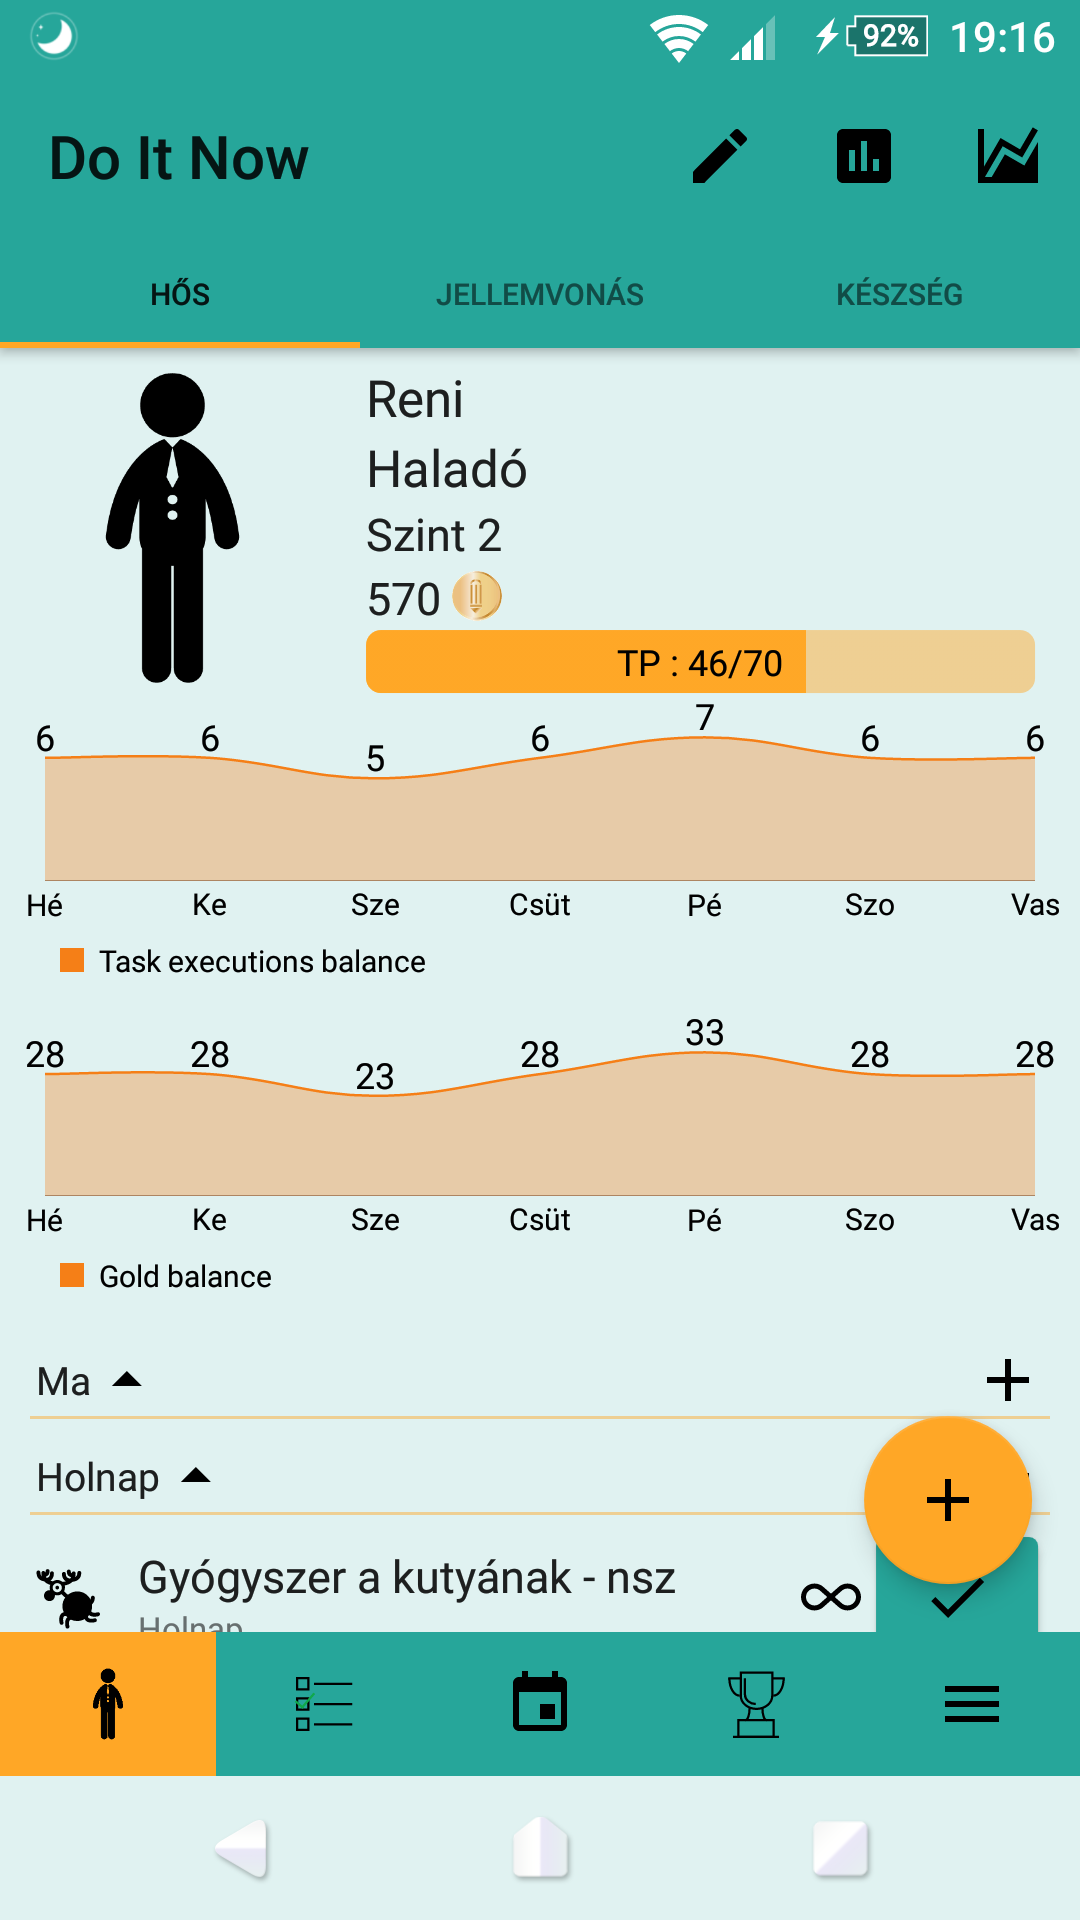 92% 19:16
Do It Now
HŐS JELLEMVONÁS KÉSZSÉG
Reni
Haladó
Szint 2
570
TP : 46/70
6 6 5 6 7 6 6
Hé Ke Sze Csüt Pé Szo Vas
Task executions balance
28 28 23 28 33 28 28
Hé Ke Sze Csüt Pé Szo Vas
Gold balance
Ma
Holnap
Gyógyszer a kutyának - nsz
Holnap